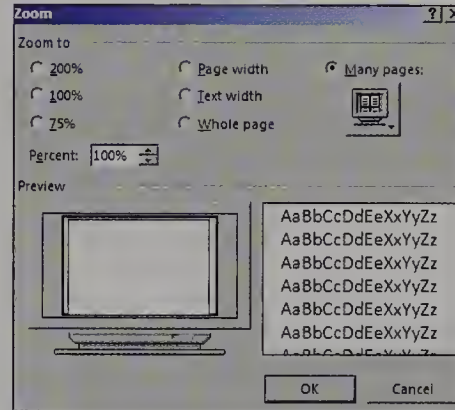 Zoom
Zoom to
200% Page width Many pages:
100% Text width
75% Whole page
Percent: 100%
Preview
AaBbCcDdEeXxYyZz
AaBbCcDdEeXxYyZz
AaBbCcDdEeXxYyZz
AaBbCcDdEeXxYyZz
AaBbCcDdEeXxYyZz
AaBbCcDdEeXxYyZz
OK Cancel